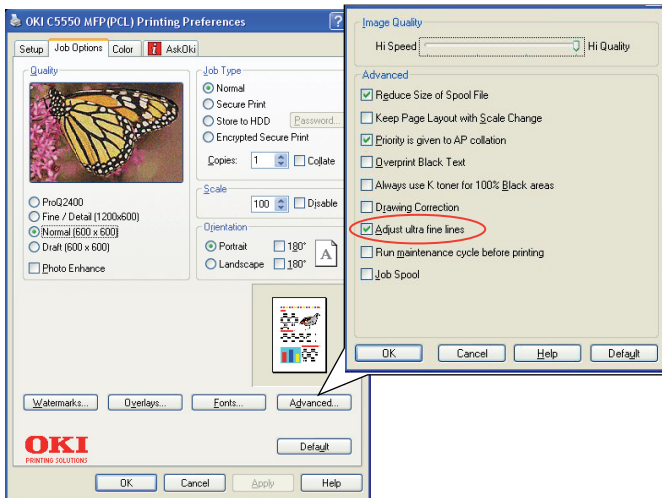 OKI C5550 MFP(PCL) Printing Preferences
?
Setup
Job Options
Color
AskOki
Quality
ProQ2400
Fine / Detail (1200x600)
Normal (600 x 600)
Draft (600 x 600)
Photo Enhance
Job Type
Normal
Secure Print
Store to HDD
Password...
Encrypted Secure Print
Copies: 1
Collate
Scale
100
Disable
Orientation
Portrait
180°
Landscape
180°
A
Watermarks...
Overlays...
Fonts...
Advanced...
OKI
PRINTING SOLUTIONS
Default
OK
Cancel
Apply
Help
Image Quality
Hi Speed
Hi Quality
Advanced
Reduce Size of Spool File
Keep Page Layout with Scale Change
Priority is given to AP collation
Overprint Black Text
Always use K toner for 100% Black areas
Drawing Correction
Adjust ultra fine lines
Run maintenance cycle before printing
Job Spool
OK
Cancel
Help
Default